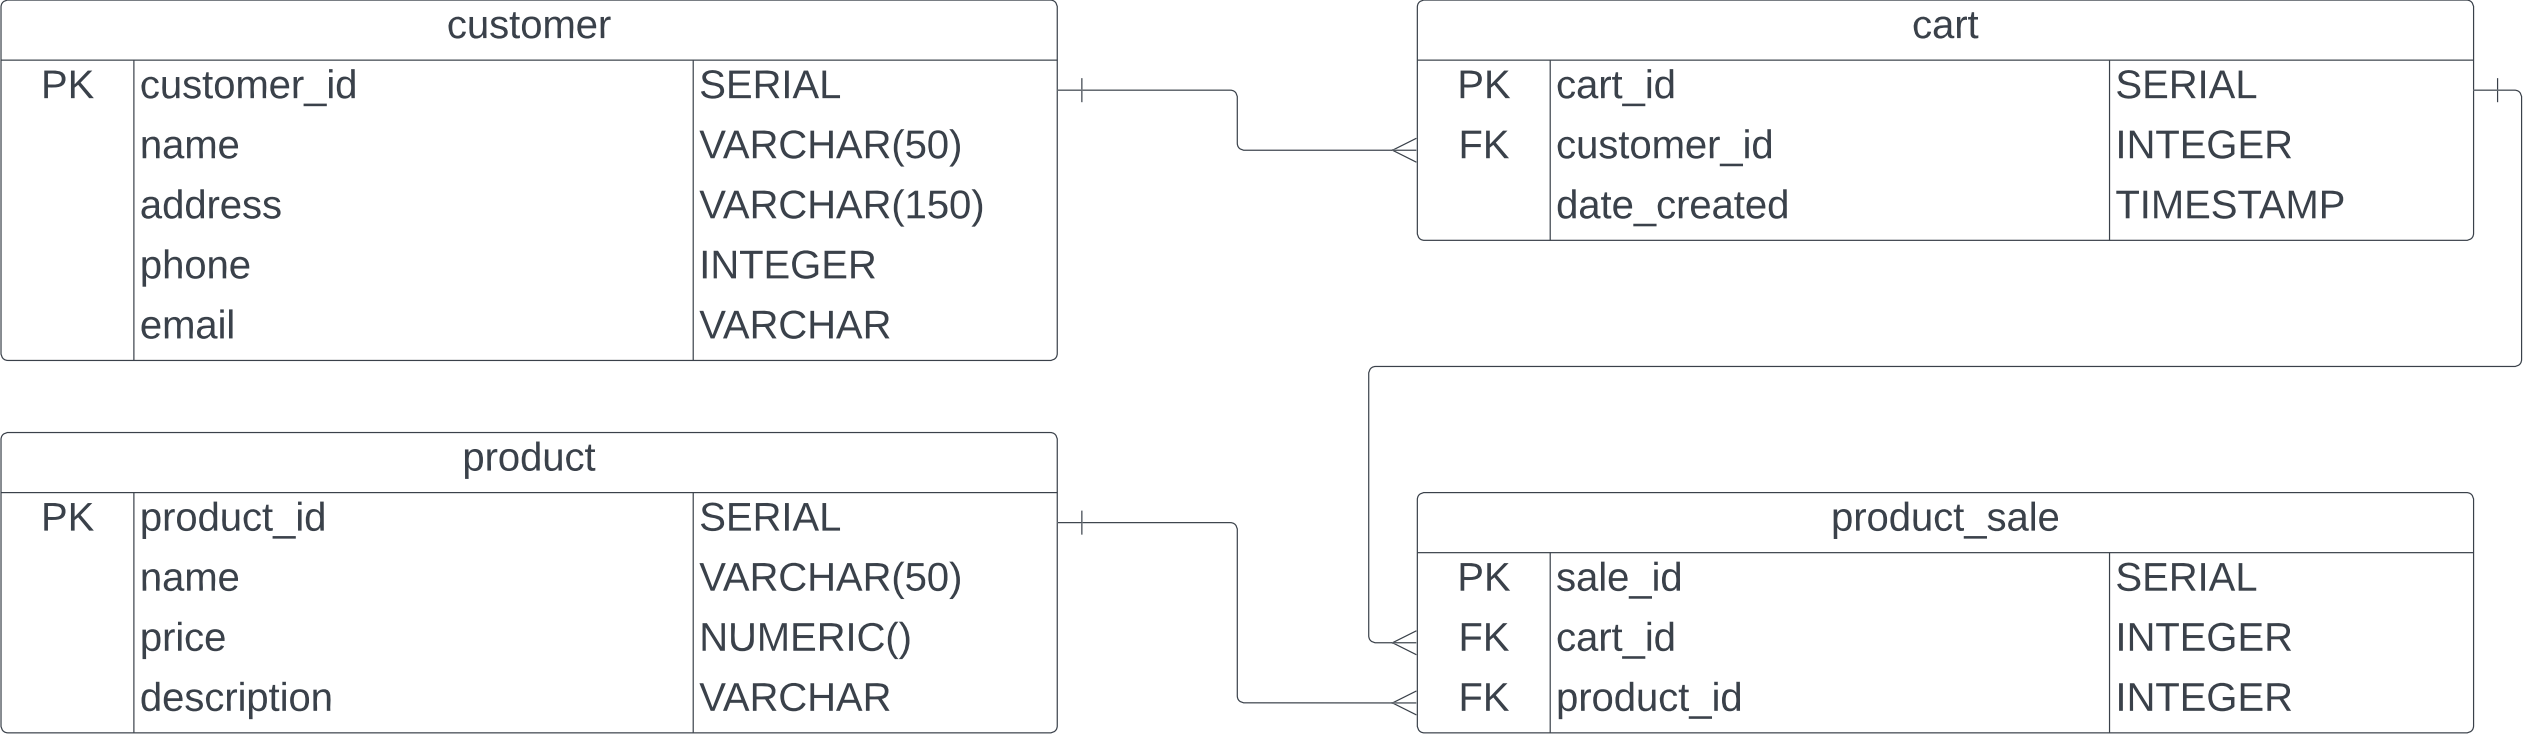 customer
PK customer_id SERIAL
name VARCHAR(50)
address VARCHAR(150)
phone INTEGER
email VARCHAR
cart
PK cart_id SERIAL
FK customer_id INTEGER
date_created TIMESTAMP
product
PK product_id SERIAL
name VARCHAR(50)
price NUMERIC()
description VARCHAR
product_sale
PK sale_id SERIAL
FK cart_id INTEGER
FK product_id INTEGER